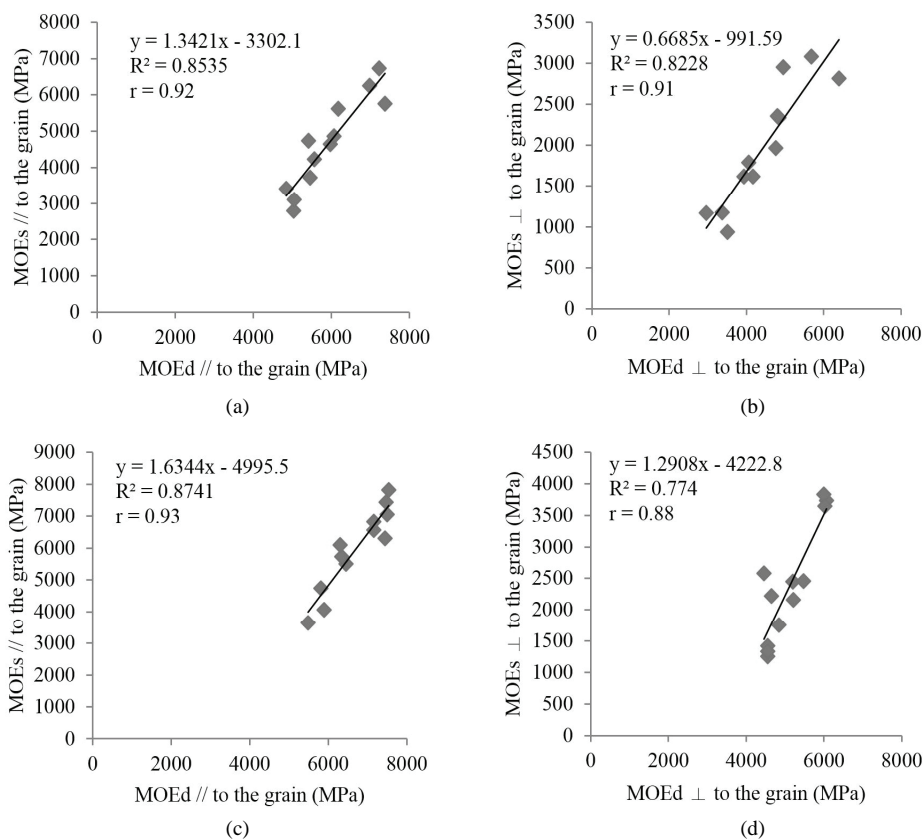 8000
7000
6000
5000
4000
3000
2000
1000
0
MOEs // to the grain (MPa)
y = 1.3421x - 3302.1
R² = 0.8535
r = 0.92
0 2000 4000 6000 8000
MOEd // to the grain (MPa)
(a)
3500
3000
2500
2000
1500
1000
500
0
MOEs ⊥ to the grain (MPa)
y = 0.6685x - 991.59
R² = 0.8228
r = 0.91
0 2000 4000 6000 8000
MOEd ⊥ to the grain (MPa)
(b)
9000
8000
7000
6000
5000
4000
3000
2000
1000
0
MOEs // to the grain (MPa)
y = 1.6344x - 4995.5
R² = 0.8741
r = 0.93
0 2000 4000 6000 8000
MOEd // to the grain (MPa)
(c)
4500
4000
3500
3000
2500
2000
1500
1000
500
0
MOEs ⊥ to the grain (MPa)
y = 1.2908x - 4222.8
R² = 0.774
r = 0.88
0 2000 4000 6000 8000
MOEd ⊥ to the grain (MPa)
(d)